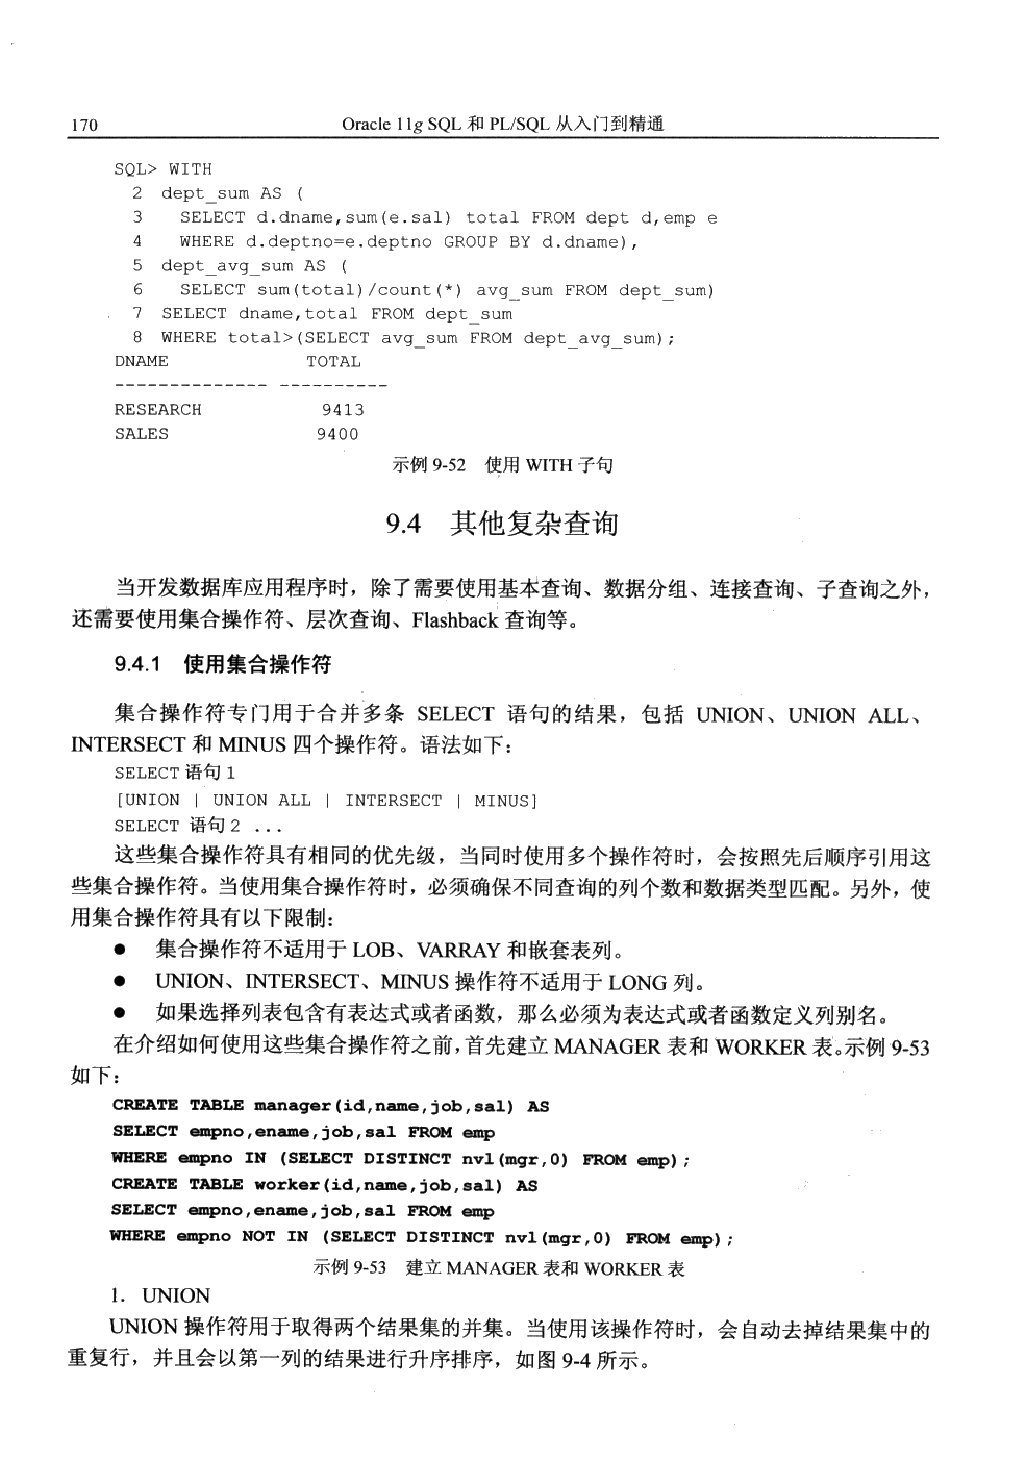 170 Oracle 11g SQL 和 PL/SQL 从入门到精通
SQL> WITH
2 dept_sum AS (
3 SELECT d.dname,sum(e.sal) total FROM dept d,emp e
4 WHERE d.deptno=e.deptno GROUP BY d.dname),
5 dept_avg_sum AS (
6 SELECT sum(total)/count(*) avg_sum FROM dept_sum)
7 SELECT dname,total FROM dept_sum
8 WHERE total>(SELECT avg_sum FROM dept_avg_sum);
DNAME TOTAL
-------------- ----------
RESEARCH 9413
SALES 9400
示例 9-52 使用 WITH 子句
9.4 其他复杂查询
当开发数据库应用程序时，除了需要使用基本查询、数据分组、连接查询、子查询之外，
还需要使用集合操作符、层次查询、Flashback 查询等。
9.4.1 使用集合操作符
集合操作符专门用于合并多条 SELECT 语句的结果，包括 UNION、UNION ALL、
INTERSECT 和 MINUS 四个操作符。语法如下：
SELECT 语句 1
[UNION | UNION ALL | INTERSECT | MINUS]
SELECT 语句 2 ...
这些集合操作符具有相同的优先级，当同时使用多个操作符时，会按照先后顺序引用这
些集合操作符。当使用集合操作符时，必须确保不同查询的列个数和数据类型匹配。另外，使
用集合操作符具有以下限制：
● 集合操作符不适用于 LOB、VARRAY 和嵌套表列。
● UNION、INTERSECT、MINUS 操作符不适用于 LONG 列。
● 如果选择列表包含有表达式或者函数，那么必须为表达式或者函数定义列别名。
在介绍如何使用这些集合操作符之前，首先建立 MANAGER 表和 WORKER 表。示例 9-53
如下：
CREATE TABLE manager(id,name,job,sal) AS
SELECT empno,ename,job,sal FROM emp
WHERE empno IN (SELECT DISTINCT nvl(mgr,0) FROM emp);
CREATE TABLE worker(id,name,job,sal) AS
SELECT empno,ename,job,sal FROM emp
WHERE empno NOT IN (SELECT DISTINCT nvl(mgr,0) FROM emp);
示例 9-53 建立 MANAGER 表和 WORKER 表
1. UNION
UNION 操作符用于取得两个结果集的并集。当使用该操作符时，会自动去掉结果集中的
重复行，并且会以第一列的结果进行升序排序，如图 9-4 所示。